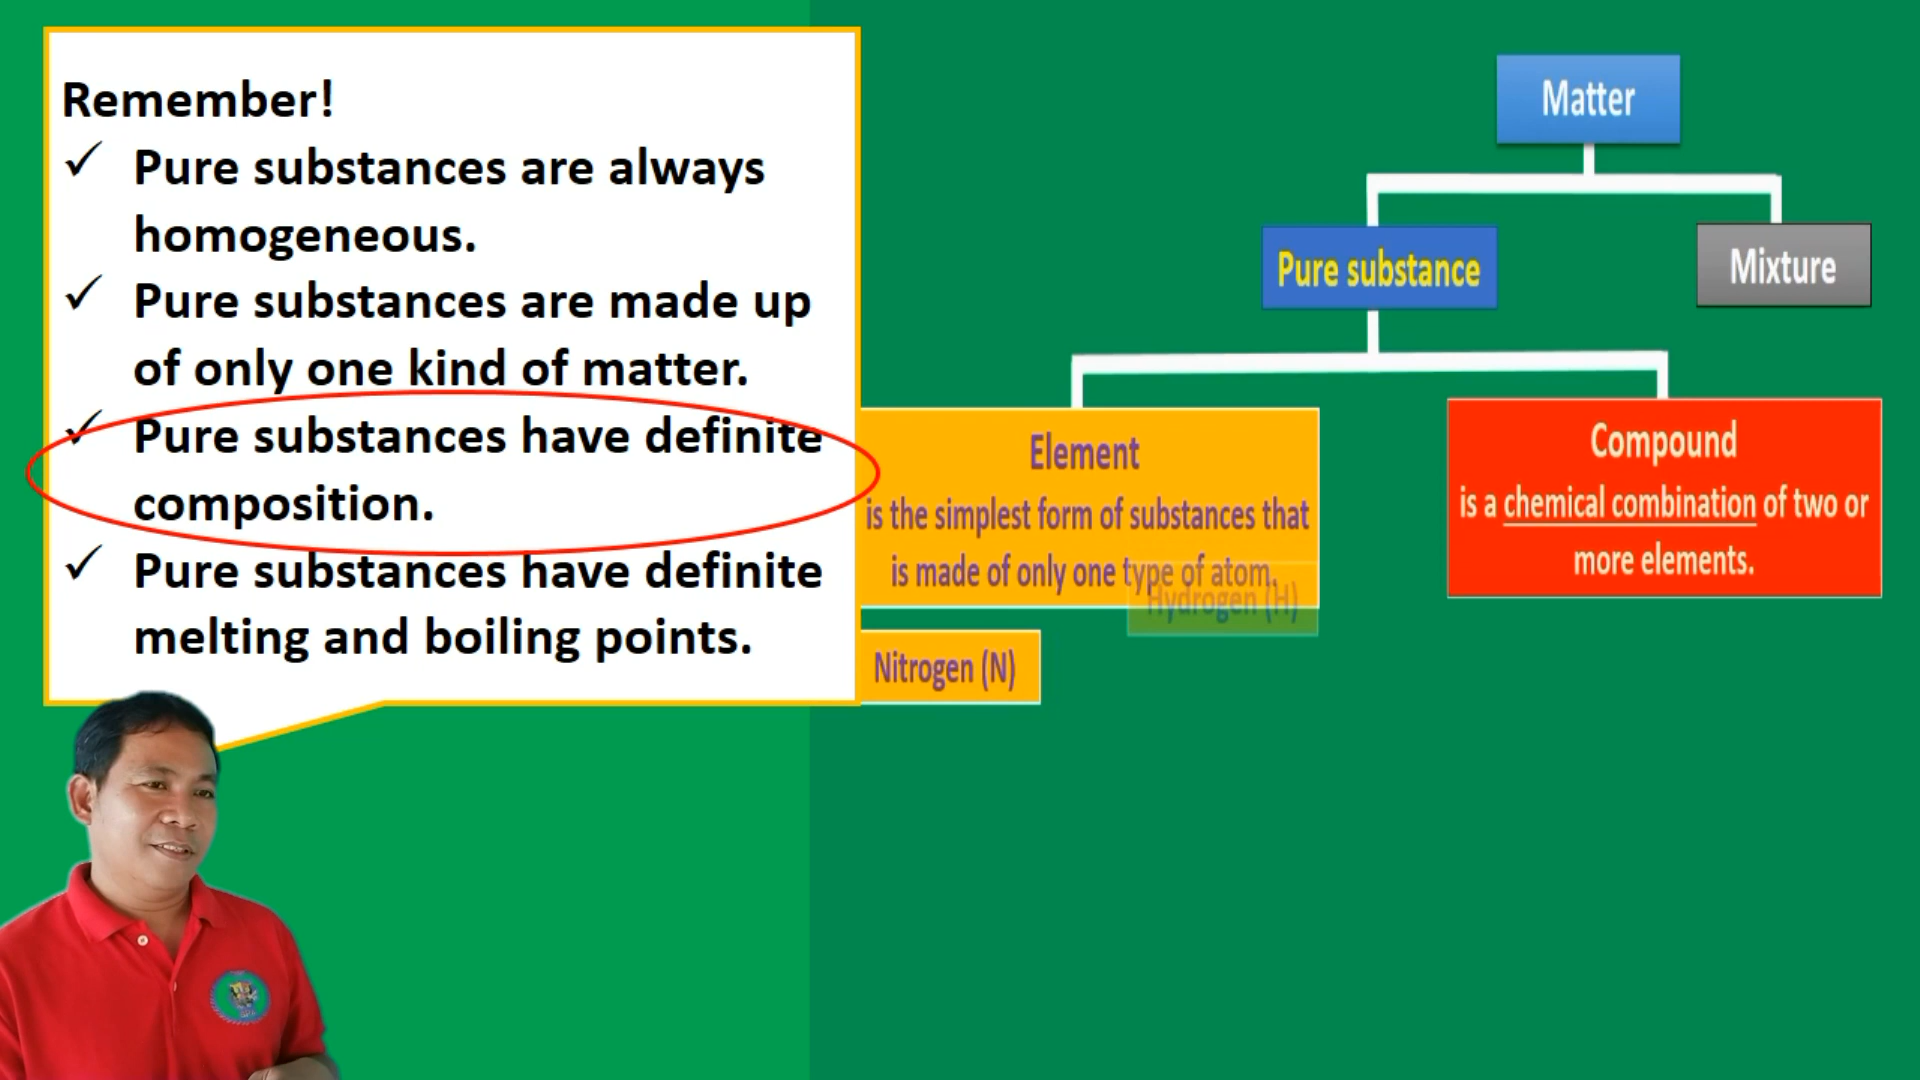 Remember!
✓ Pure substances are always
homogeneous.
✓ Pure substances are made up
of only one kind of matter.
✓ Pure substances have definite
composition.
✓ Pure substances have definite
melting and boiling points.
Matter
Pure substance
Mixture
Element
is the simplest form of substances that
is made of only one type of atom.
Hydrogen (H)
Nitrogen (N)
Compound
is a chemical combination of two or
more elements.